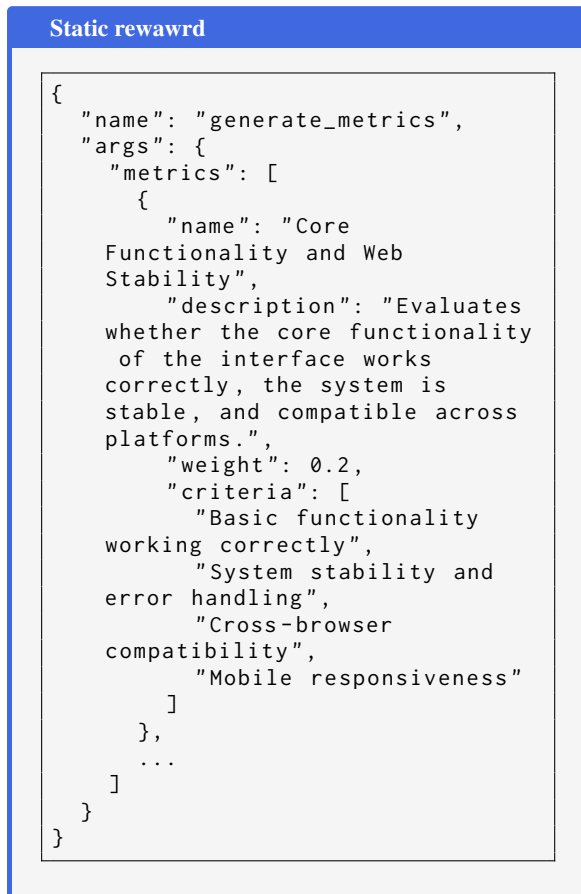 Static rewawrd
{
"name": "generate_metrics",
"args": {
"metrics": [
{
"name": "Core
Functionality and Web
Stability",
"description": "Evaluates
whether the core functionality
of the interface works
correctly, the system is
stable, and compatible across
platforms.",
"weight": 0.2,
"criteria": [
"Basic functionality
working correctly",
"System stability and
error handling",
"Cross-browser
compatibility",
"Mobile responsiveness"
]
},
...
]
}
}